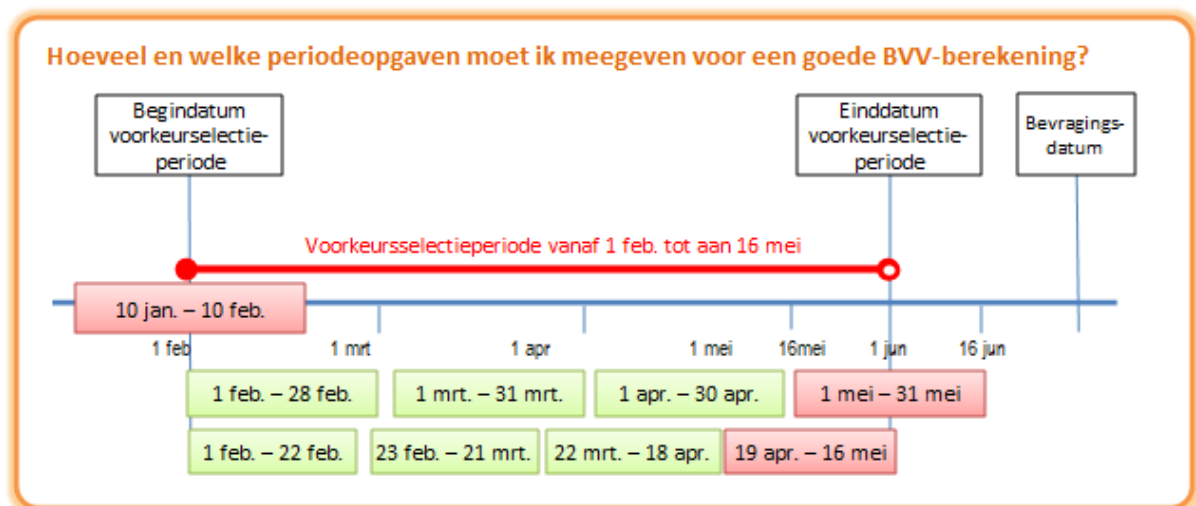 Hoeveel en welke periodeopgaven moet ik meegeven voor een goede BVV-berekening?
Begindatum
voorkeurselectie-
periode
Einddatum
voorkeurselectie-
periode
Bevragings-
datum
Voorkeursselectieperiode vanaf 1 feb. tot aan 16 mei
10 jan. – 10 feb.
1 feb
1 mrt
1 apr
1 mei
16mei
1 jun
16 jun
1 feb. – 28 feb.
1 mrt. – 31 mrt.
1 apr. – 30 apr.
1 mei – 31 mei
1 feb. – 22 feb.
23 feb. – 21 mrt.
22 mrt. – 18 apr.
19 apr. – 16 mei